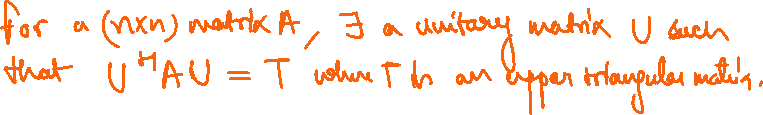 for a (nxn) matrix A, ∃ a unitary matrix U such
that U^H A U = T where T is an upper triangular matrix.